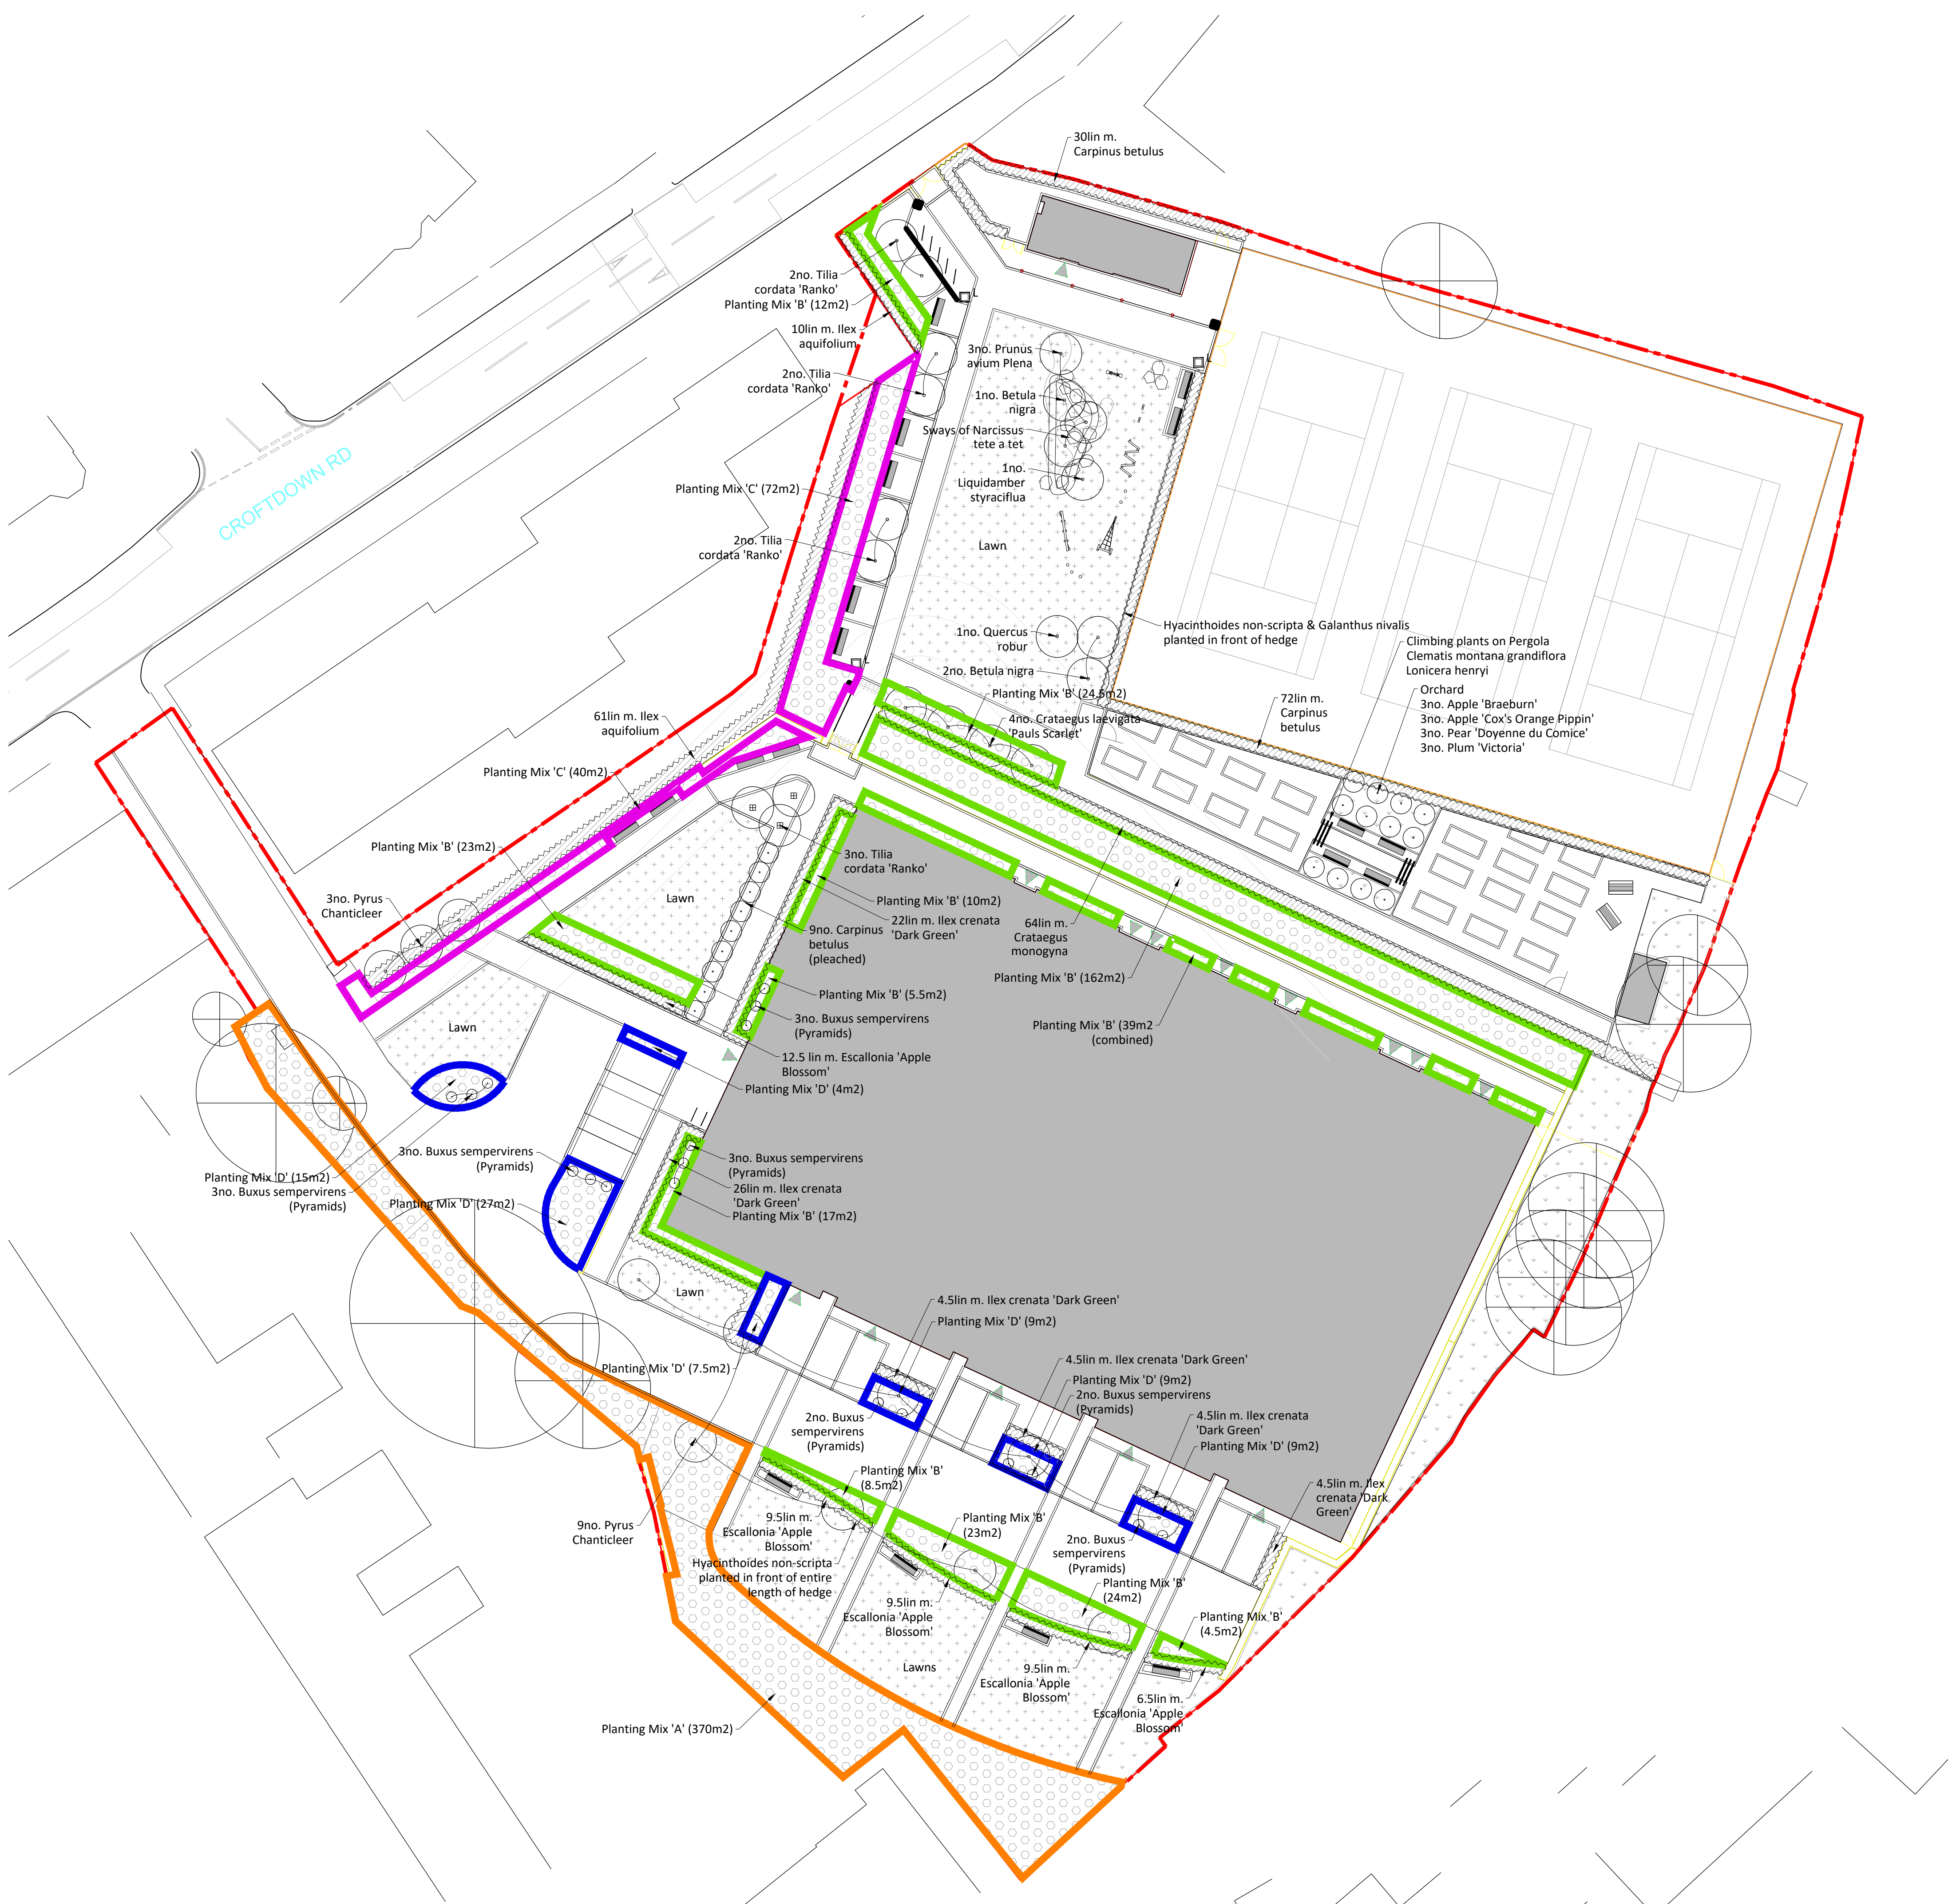 30lin m.
Carpinus betulus
2no. Tilia
cordata 'Ranko'
Planting Mix 'B' (12m2)
10lin m. Ilex
aquifolium
L
3no. Prunus
avium Plena
L
2no. Tilia
cordata 'Ranko'
1no. Betula
nigra
Sways of Narcissus
tete a tet
1no.
Liquidamber
styraciflua
CROFTDOWN RD
Planting Mix 'C' (72m2)
2no. Tilia
cordata 'Ranko'
Lawn
Hyacinthoides non-scripta & Galanthus nivalis
planted in front of hedge
1no. Quercus
robur
L
2no. Betula nigra
Climbing plants on Pergola
Clematis montana grandiflora
Lonicera henryi
Orchard
3no. Apple 'Braeburn'
3no. Apple 'Cox's Orange Pippin'
3no. Pear 'Doyenne du Comice'
3no. Plum 'Victoria'
Planting Mix 'B' (24.5m2)
72lin m.
Carpinus
betulus
4no. Crataegus laevigata
'Pauls Scarlet'
61lin m. Ilex
aquifolium
Planting Mix 'C' (40m2)
Planting Mix 'B' (23m2)
3no. Tilia
cordata 'Ranko'
3no. Pyrus
Chanticleer
Lawn
Planting Mix 'B' (10m2)
22lin m. Ilex crenata
'Dark Green'
9no. Carpinus
betulus
(pleached)
64lin m.
Crataegus
monogyna
Planting Mix 'B' (162m2)
Planting Mix 'B' (5.5m2)
3no. Buxus sempervirens
(Pyramids)
Planting Mix 'B' (39m2
(combined)
Lawn
12.5 lin m. Escallonia 'Apple
Blossom'
Planting Mix 'D' (4m2)
3no. Buxus sempervirens
(Pyramids)
3no. Buxus sempervirens
(Pyramids)
Planting Mix 'D' (15m2)
3no. Buxus sempervirens
(Pyramids)
26lin m. Ilex crenata
'Dark Green'
Planting Mix 'B' (17m2)
Planting Mix 'D' (27m2)
Lawn
4.5lin m. Ilex crenata 'Dark Green'
Planting Mix 'D' (9m2)
Planting Mix 'D' (7.5m2)
4.5lin m. Ilex crenata 'Dark Green'
Planting Mix 'D' (9m2)
2no. Buxus sempervirens
(Pyramids)
2no. Buxus
sempervirens
(Pyramids)
4.5lin m. Ilex crenata
'Dark Green'
Planting Mix 'D' (9m2)
Planting Mix 'B'
(8.5m2)
4.5lin m. Ilex
crenata 'Dark
Green'
9no. Pyrus
Chanticleer
9.5lin m.
Escallonia 'Apple
Blossom'
Planting Mix 'B'
(23m2)
2no. Buxus
sempervirens
(Pyramids)
Hyacinthoides non-scripta
planted in front of entire
length of hedge
Planting Mix 'B'
(24m2)
9.5lin m.
Escallonia 'Apple
Blossom'
Planting Mix 'B'
(4.5m2)
Lawns
9.5lin m.
Escallonia 'Apple
Blossom'
6.5lin m.
Escallonia 'Apple
Blossom'
Planting Mix 'A' (370m2)